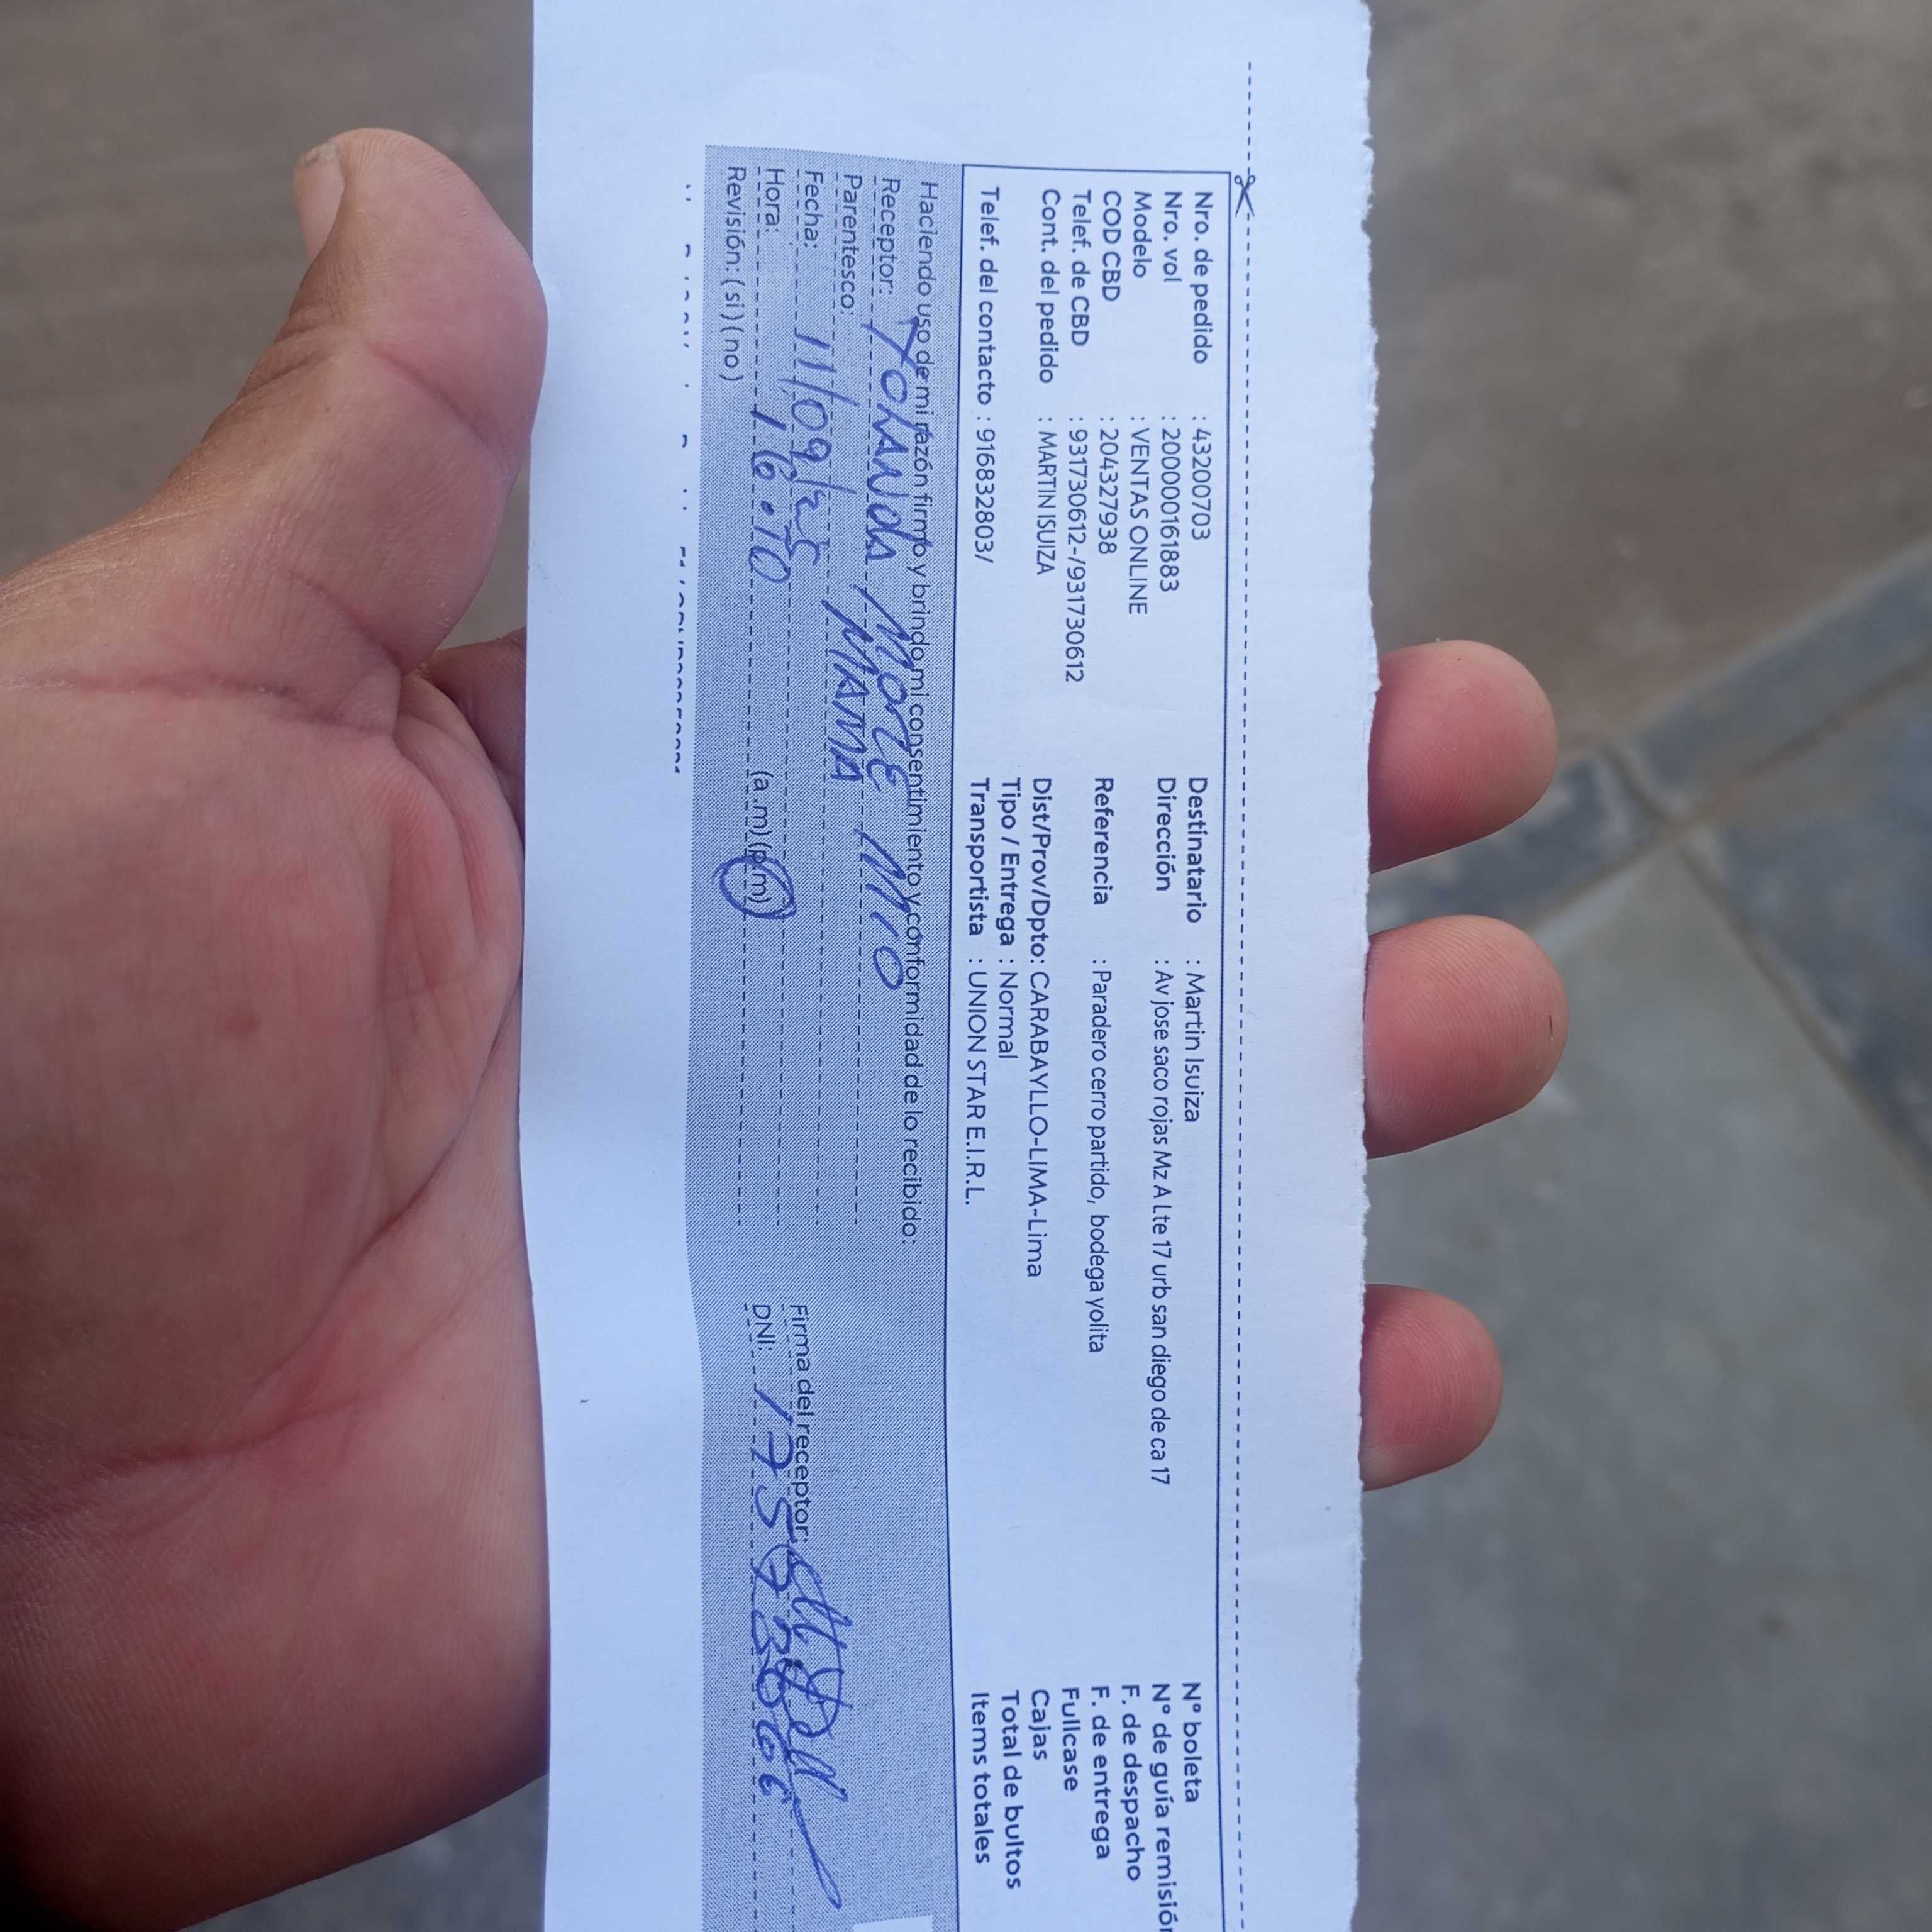 Nro. de pedido : 43200703
Nro. vol : 200000161883
Modelo : VENTAS ONLINE
COD CBD : 204327938
Telef. de CBD : 931730612-/931730612
Cont. del pedido : MARTIN ISUIZA
Telef. del contacto : 916832803/
Destinatario : Martin Isuiza
Dirección : Av jose saco rojas Mz A Lte 17 urb san diego de ca 17
Referencia : Paradero cerro partido, bodega yolita
Dist/Prov/Dpto: CARABAYLLO-LIMA-Lima
Tipo / Entrega : Normal
Transportista : UNION STAR E.I.R.L.
N° boleta
N° de guía remisión
F. de despacho
F. de entrega
Fullcase
Cajas
Total de bultos
Items totales
Haciendo uso de mi razón firmo y brindo mi consentimiento y conformidad de lo recibido:
Receptor: Yolanda More Mio
Parentesco: MAMA
Fecha: 11/09/25
Hora: 16:10 (a.m) (p.m)
Revisión: (si) (no)
Firma del receptor:
DNI: